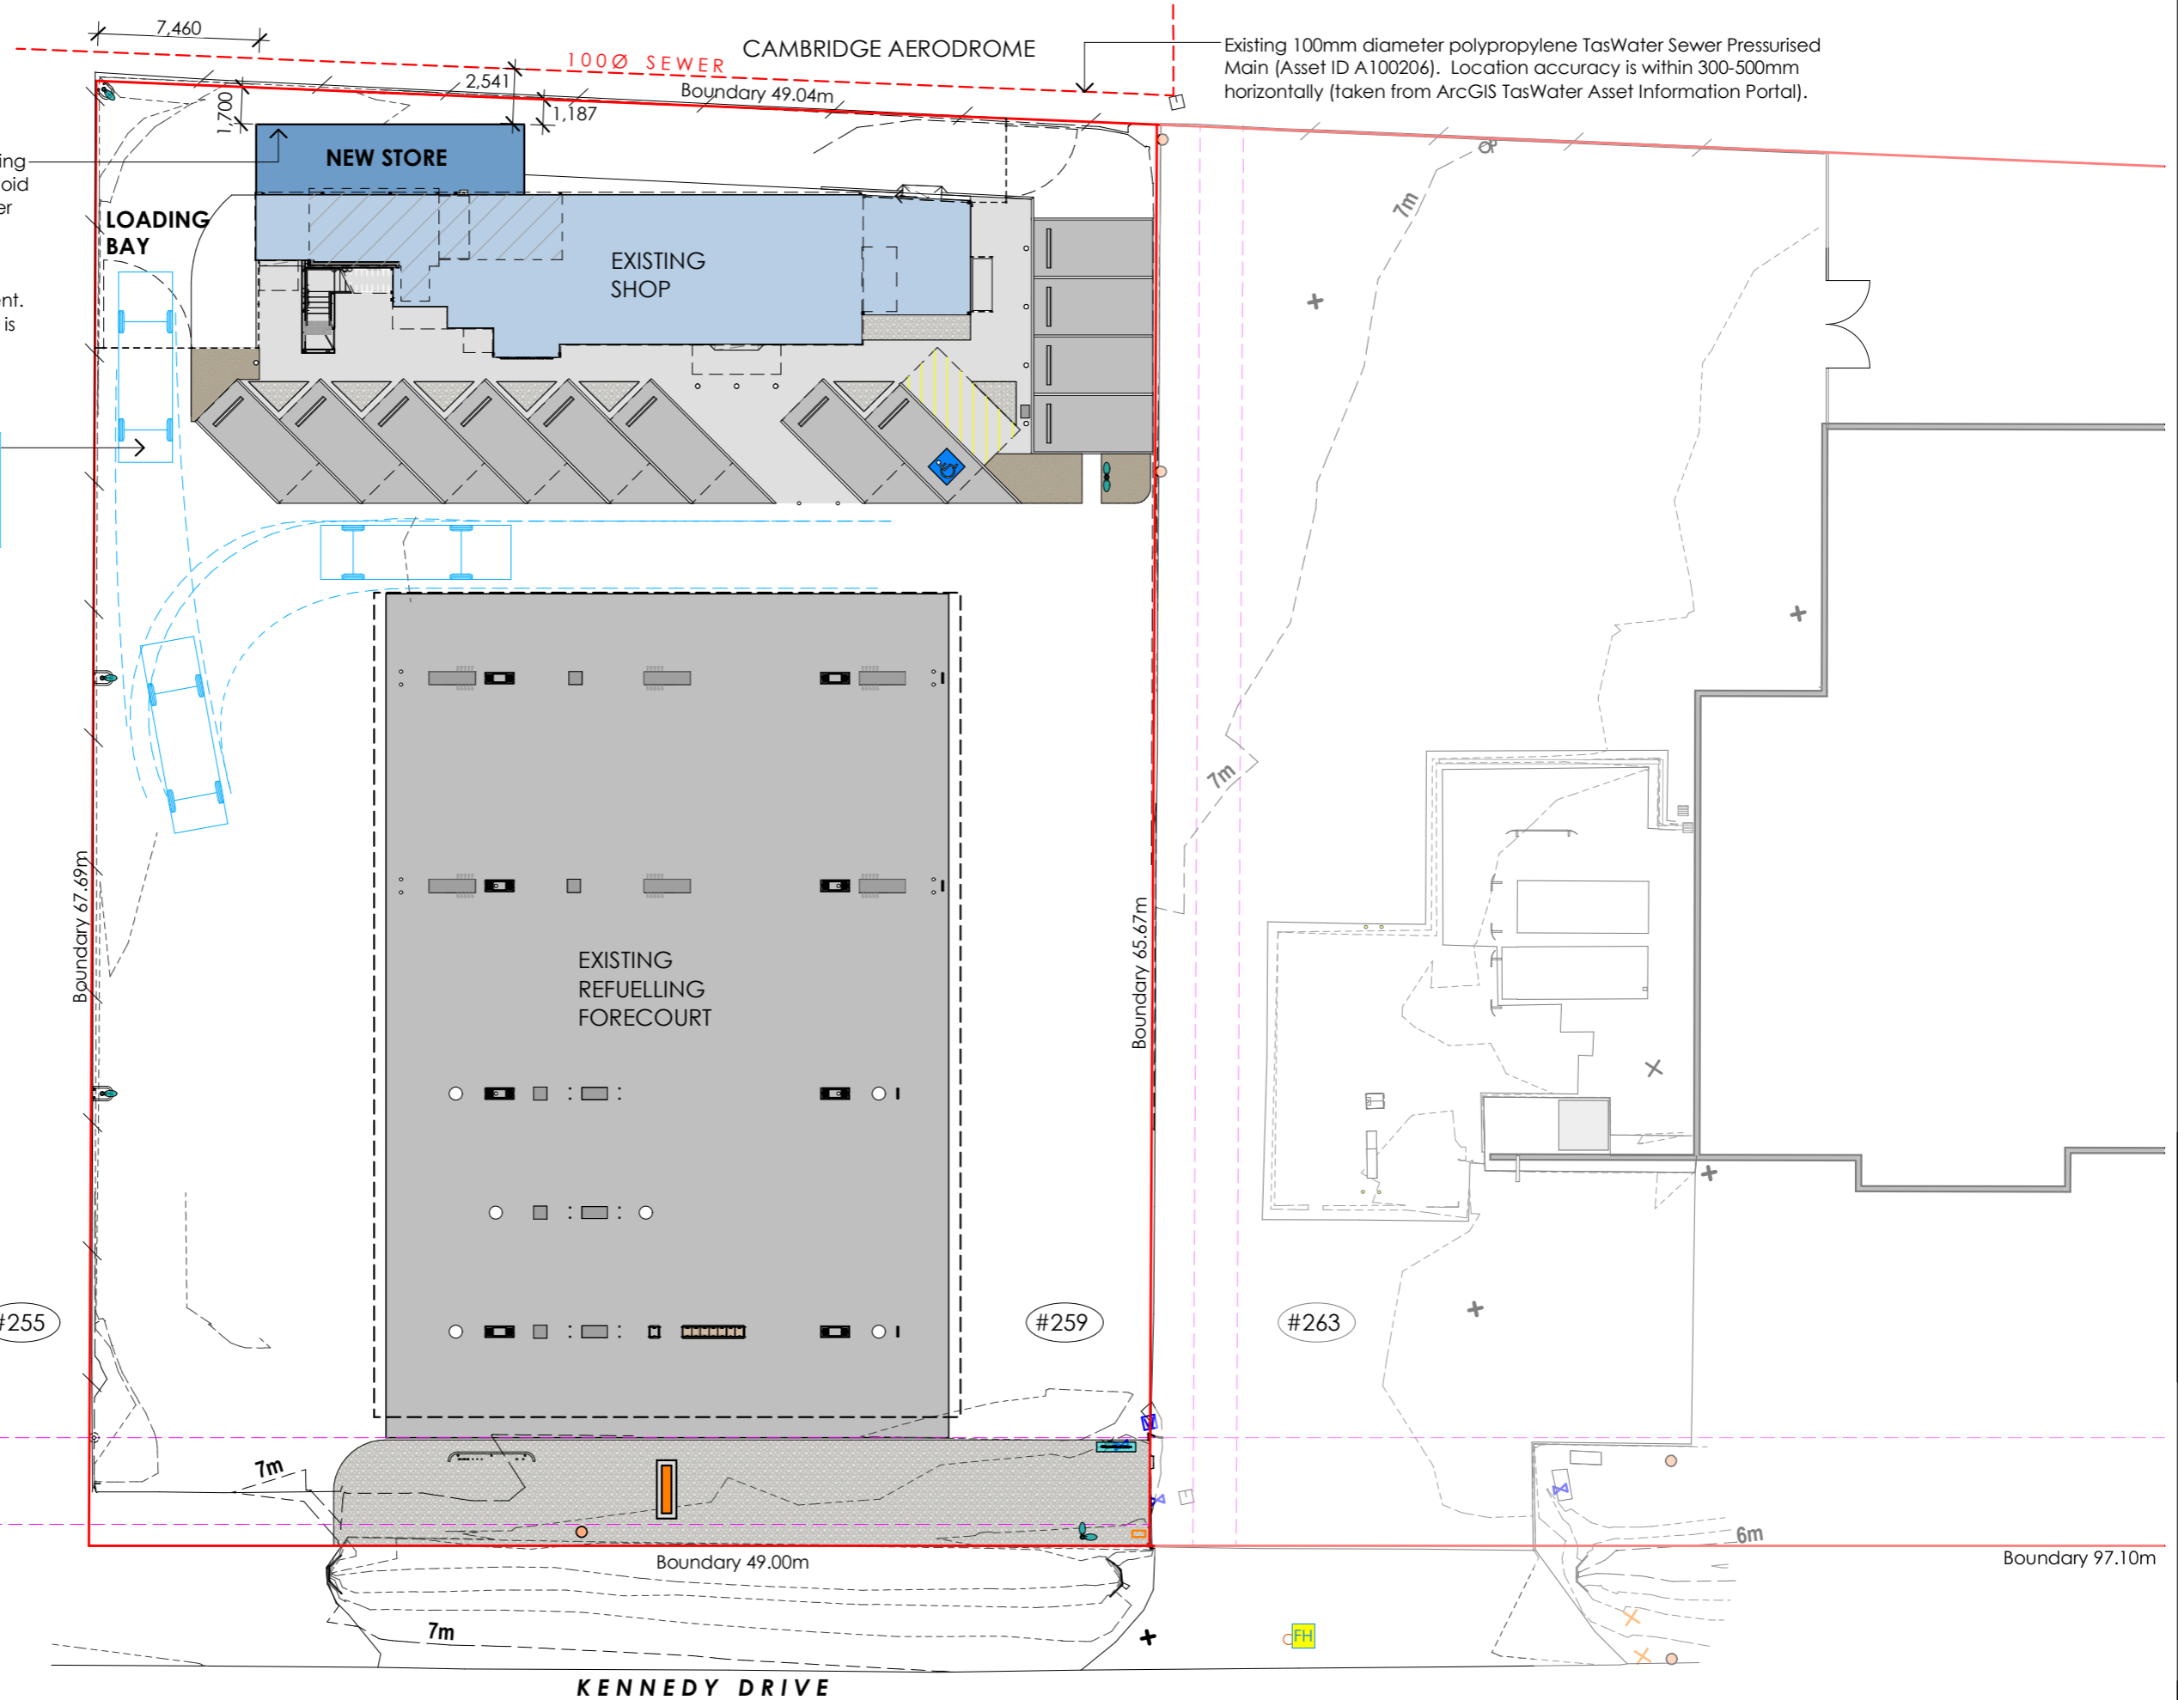 7,460
CAMBRIDGE AERODROME
100Ø SEWER
Existing 100mm diameter polypropylene TasWater Sewer Pressurised
Main (Asset ID A100206). Location accuracy is within 300-500mm
horizontally (taken from ArcGIS TasWater Asset Information Portal).
2,541
Boundary 49.04m
1,700
1,187
NEW STORE
LOADING
BAY
EXISTING
SHOP
is
7m
7m
Boundary 67.69m
Boundary 65.67m
EXISTING
REFUELLING
FORECOURT
#255
#259
#263
7m
6m
Boundary 49.00m
Boundary 97.10m
7m
FH
KENNEDY DRIVE